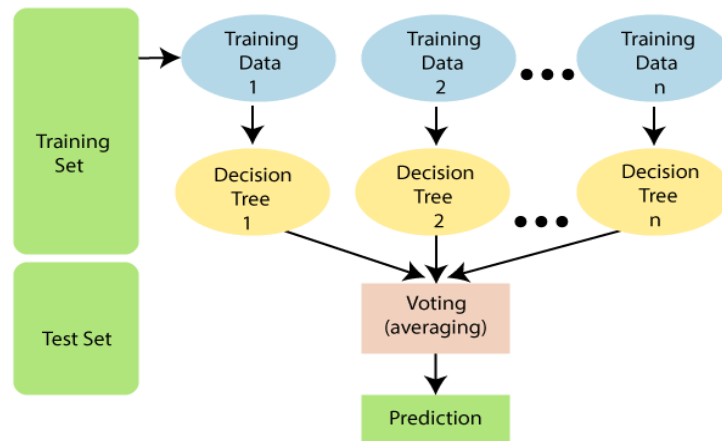 Training
Set
Test Set
Training
Data
1
Training
Data
2
Training
Data
n
Decision
Tree
1
Decision
Tree
2
Decision
Tree
n
Voting
(averaging)
Prediction